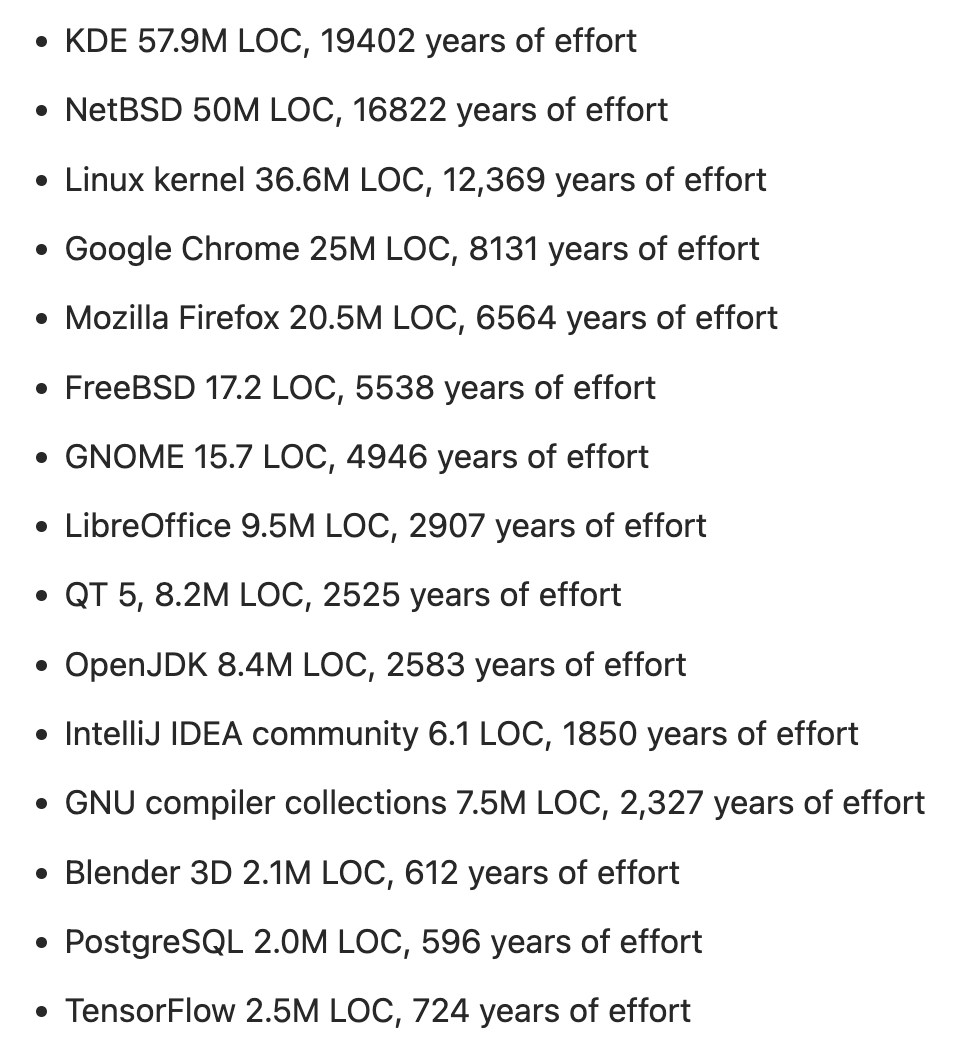 • KDE 57.9M LOC, 19402 years of effort
• NetBSD 50M LOC, 16822 years of effort
• Linux kernel 36.6M LOC, 12,369 years of effort
• Google Chrome 25M LOC, 8131 years of effort
• Mozilla Firefox 20.5M LOC, 6564 years of effort
• FreeBSD 17.2 LOC, 5538 years of effort
• GNOME 15.7 LOC, 4946 years of effort
• LibreOffice 9.5M LOC, 2907 years of effort
• QT 5, 8.2M LOC, 2525 years of effort
• OpenJDK 8.4M LOC, 2583 years of effort
• IntelliJ IDEA community 6.1 LOC, 1850 years of effort
• GNU compiler collections 7.5M LOC, 2,327 years of effort
• Blender 3D 2.1M LOC, 612 years of effort
• PostgreSQL 2.0M LOC, 596 years of effort
• TensorFlow 2.5M LOC, 724 years of effort